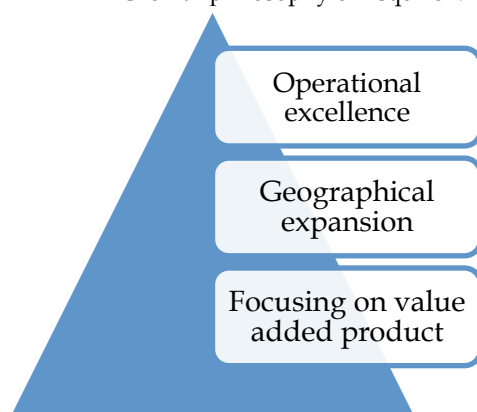 Operational
excellence
Geographical
expansion
Focusing on value
added product